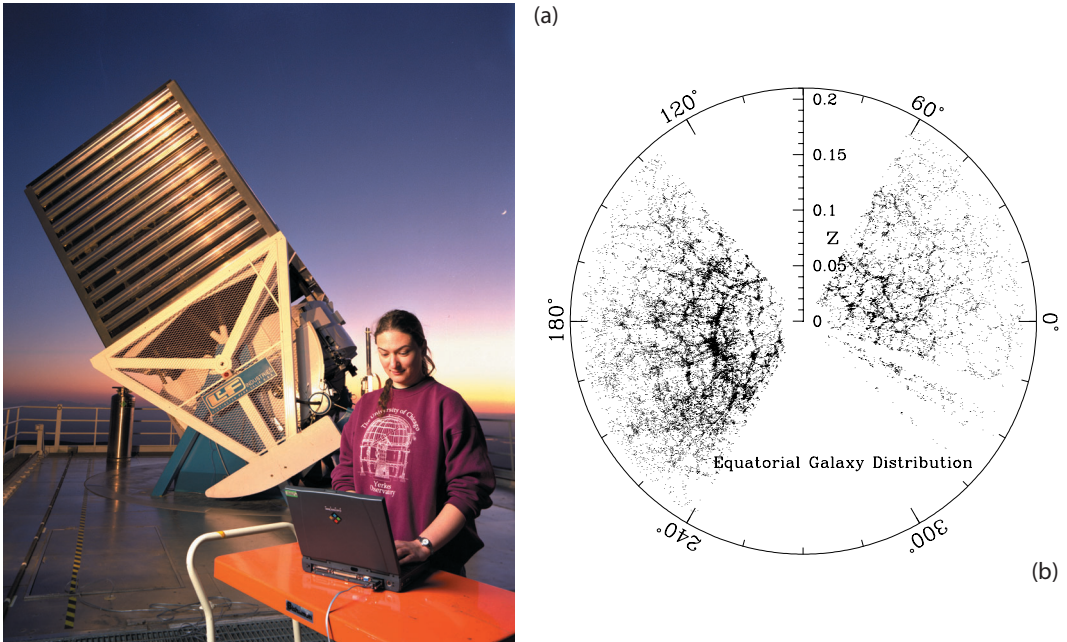 (a)
The University of Chicago
Yerkes
Observatory
120°
60°
0.2
0.15
0.1
Z
0.05
0
180°
0°
Equatorial Galaxy Distribution
240°
300°
(b)